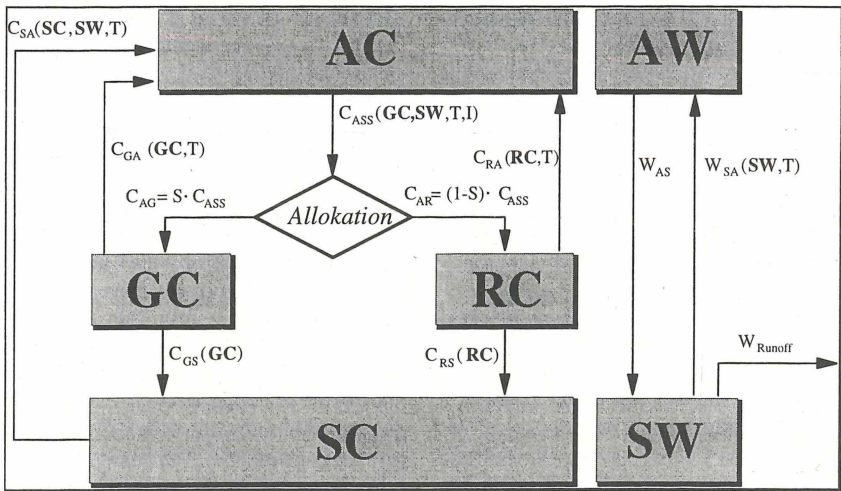 C_SA(SC,SW,T)
AC
AW
C_ASS(GC,SW,T,I)
C_GA (GC,T)
C_RA(RC,T)
W_AS
W_SA(SW,T)
C_AG= S· C_ASS
Allokation
C_AR= (1-S)· C_ASS
GC
RC
C_GS(GC)
C_RS(RC)
W_Runoff
SC
SW